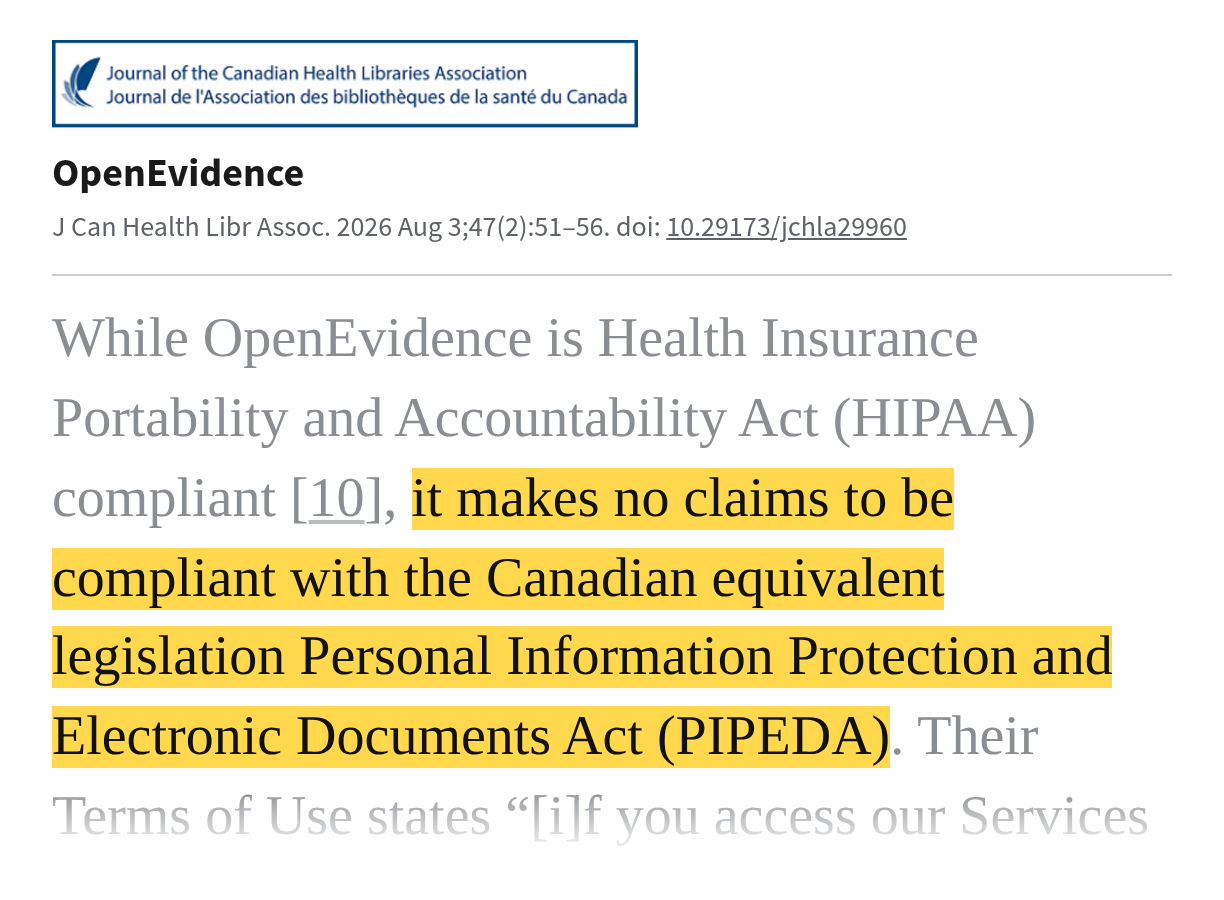 Journal of the Canadian Health Libraries Association
Journal de l'Association des bibliothèques de la santé du Canada
OpenEvidence
J Can Health Libr Assoc. 2026 Aug 3;47(2):51–56. doi: 10.29173/jchla29960
While OpenEvidence is Health Insurance
Portability and Accountability Act (HIPAA)
compliant [10], it makes no claims to be
compliant with the Canadian equivalent
legislation Personal Information Protection and
Electronic Documents Act (PIPEDA). Their
Terms of Use states “[i]f you access our Services